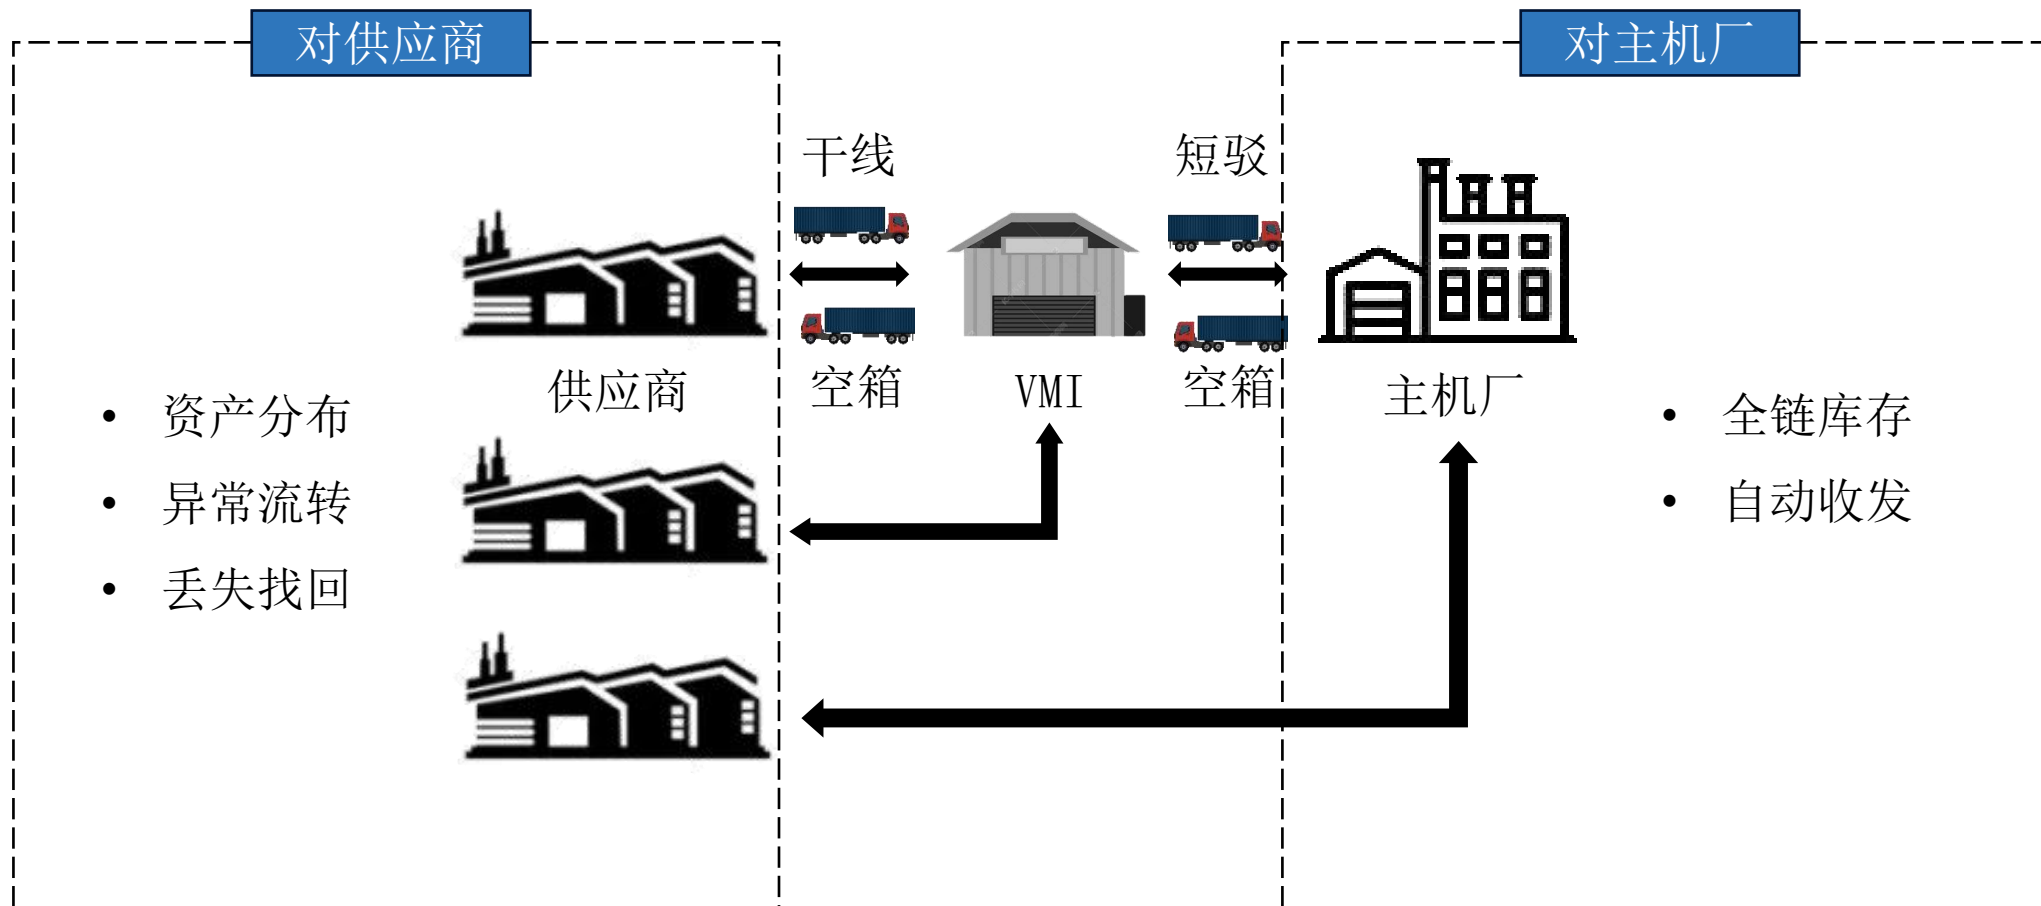 对供应商
对主机厂
干线
短驳
供应商
空箱
VMI
空箱
主机厂
• 资产分布
• 异常流转
• 丢失找回
• 全链库存
• 自动收发